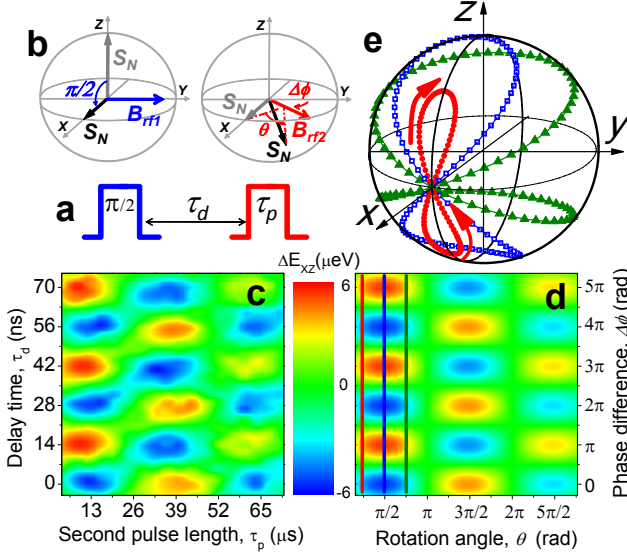 b
z
S_N
π/2
Y
B_rf1
X
S_N
z
Δϕ
Y
S_N
θ
B_rf2
X
S_N
e
z
y
x
a
π/2
τ_d
τ_p
ΔE_XZ(μeV)
6
0
-6
c
70
56
42
28
14
0
Delay time, τ_d (ns)
13 39 65
Second pulse length, τ_p (μs)
d
5π
4π
3π
2π
π
0
Phase difference, Δϕ (rad)
π/2 π 3π/2 2π 5π/2
Rotation angle, θ (rad)